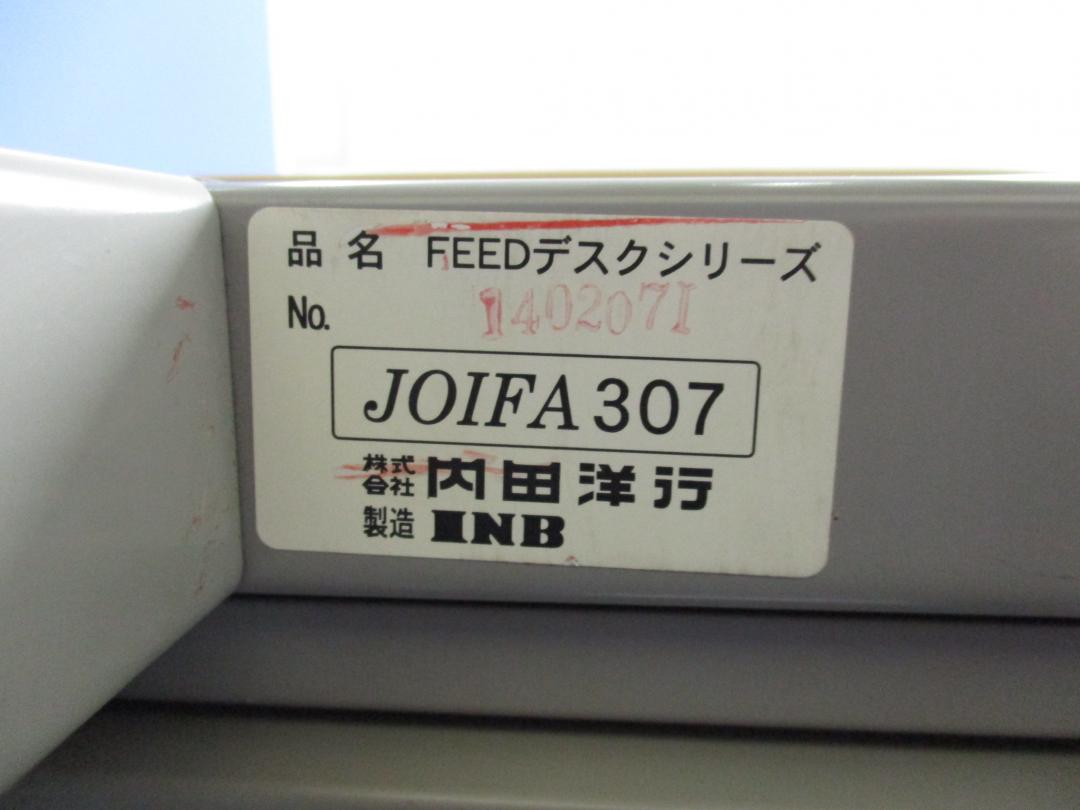 品名 FEEDデスクシリーズ
No. 1402071
JOIFA 307
株式会社 内田洋行
製造 INB